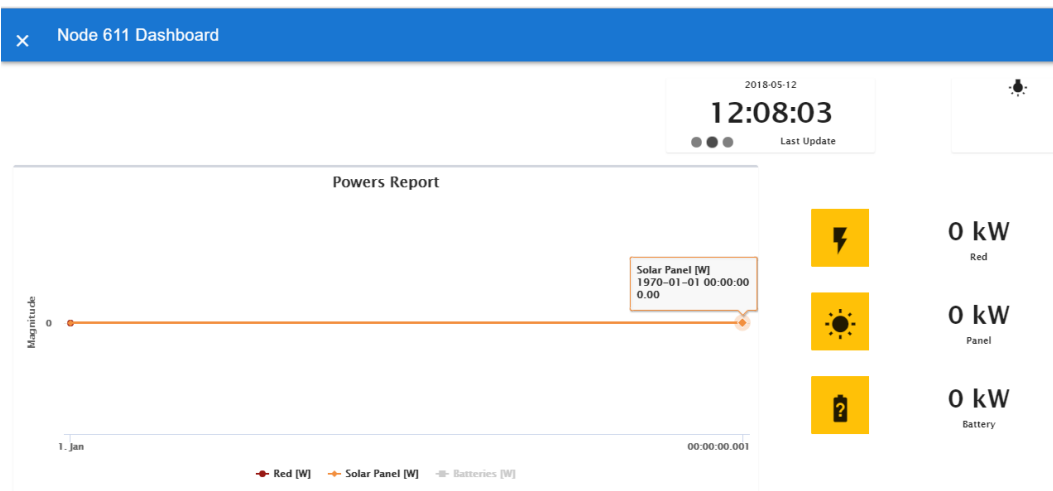 Node 611 Dashboard
2018-05-12
12:08:03
Last Update
Powers Report
Solar Panel [W]
1970-01-01 00:00:00
0.00
Magnitude
0
1. Jan
00:00:00.001
Red [W]
Solar Panel [W]
Batteries [W]
0 kW
Red
0 kW
Panel
0 kW
Battery